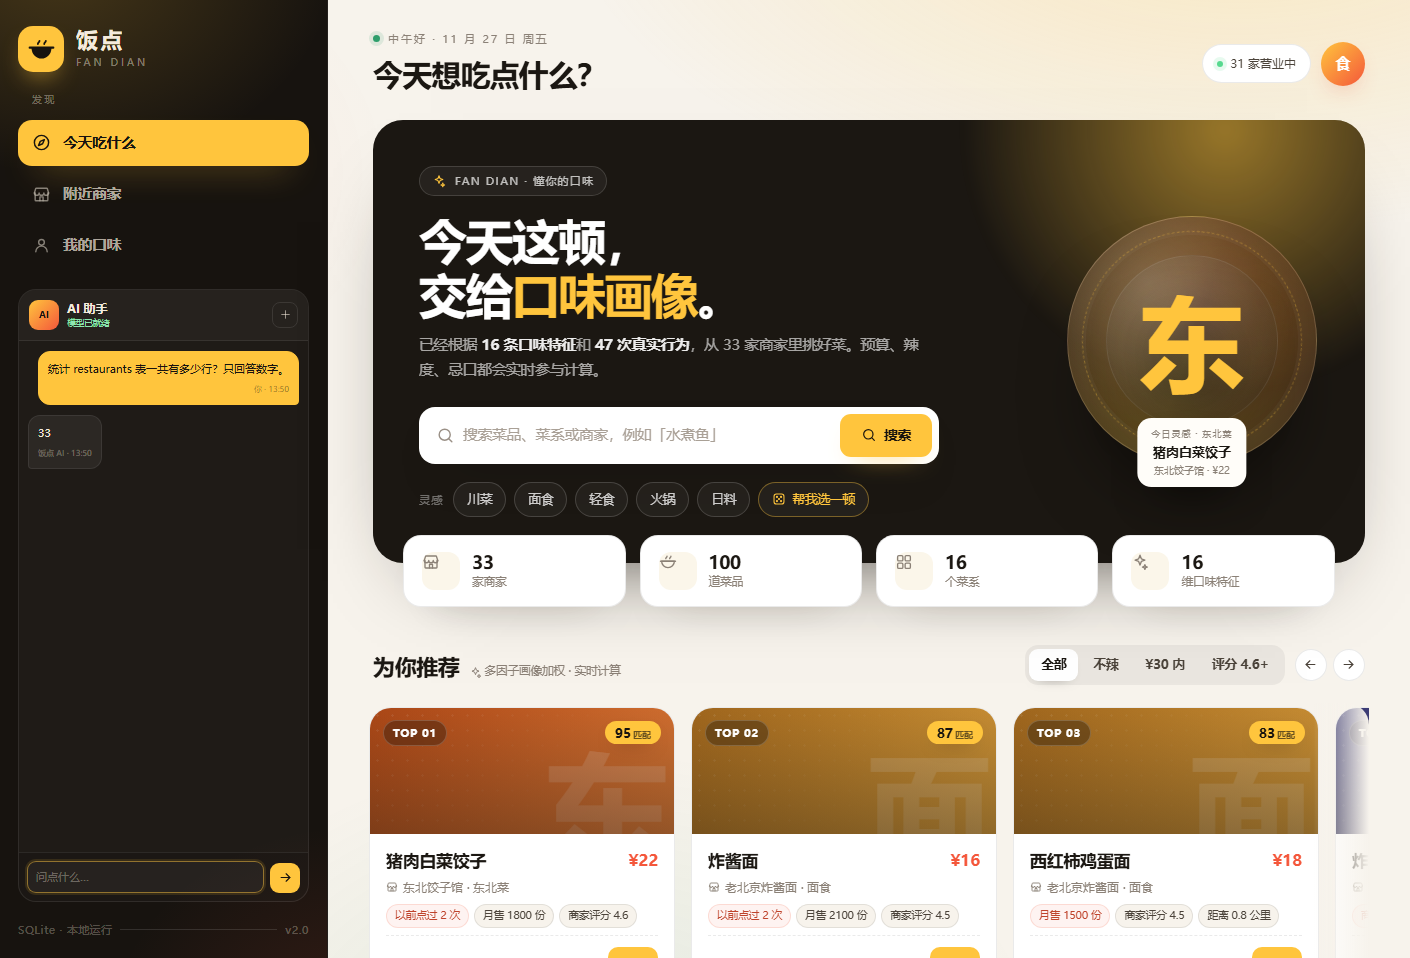 饭点
FAN DIAN
发现
今天吃什么
附近商家
我的口味
AI
AI 助手
模型已就绪
统计 restaurants 表一共有多少行？只回答数字。
你 · 13:50
33
饭点 AI · 13:50
问点什么...
SQLite · 本地运行
v2.0
中午好 · 11 月 27 日 周五
今天想吃点什么？
31 家营业中
食
FAN DIAN · 懂你的口味
今天这顿，
交给口味画像。
已经根据 16 条口味特征和 47 次真实行为，从 33 家商家里挑好菜。预算、辣
度、忌口都会实时参与计算。
搜索菜品、菜系或商家，例如「水煮鱼」
搜索
灵感
川菜
面食
轻食
火锅
日料
帮我选一顿
东
今日灵感 · 东北菜
猪肉白菜饺子
东北饺子馆 · ¥22
33
家商家
100
道菜品
16
个菜系
16
维口味特征
为你推荐
多因子画像加权 · 实时计算
全部
不辣
¥30 内
评分 4.6+
TOP 01
95 匹配
东
猪肉白菜饺子
¥22
东北饺子馆 · 东北菜
以前点过 2 次
月售 1800 份
商家评分 4.6
TOP 02
87 匹配
面
炸酱面
¥16
老北京炸酱面 · 面食
以前点过 2 次
月售 2100 份
商家评分 4.5
TOP 03
83 匹配
面
西红柿鸡蛋面
¥18
老北京炸酱面 · 面食
月售 1500 份
商家评分 4.5
距离 0.8 公里